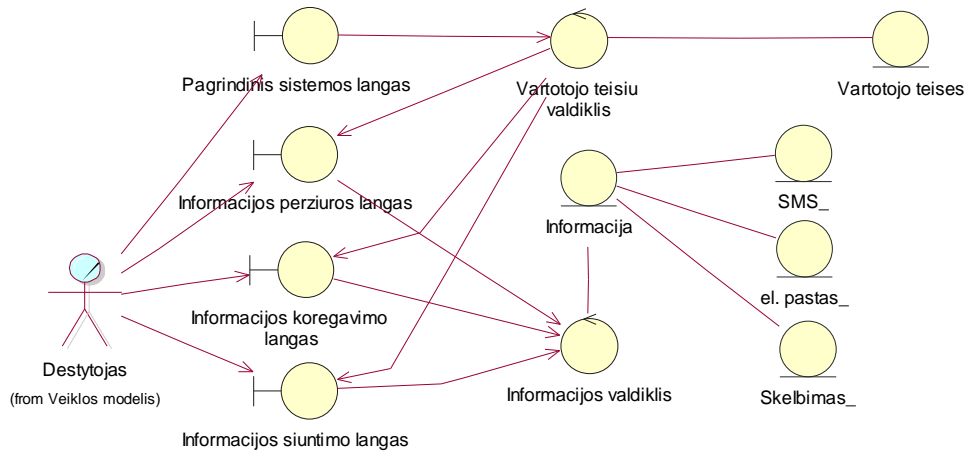 Pagrindinis sistemos langas
Vartotojo teisiu
valdiklis
Vartotojo teises
Informacijos perziuros langas
Informacija
SMS_
el. pastas_
Informacijos koregavimo
langas
Destytojas
(from Veiklos modelis)
Informacijos valdiklis
Skelbimas_
Informacijos siuntimo langas